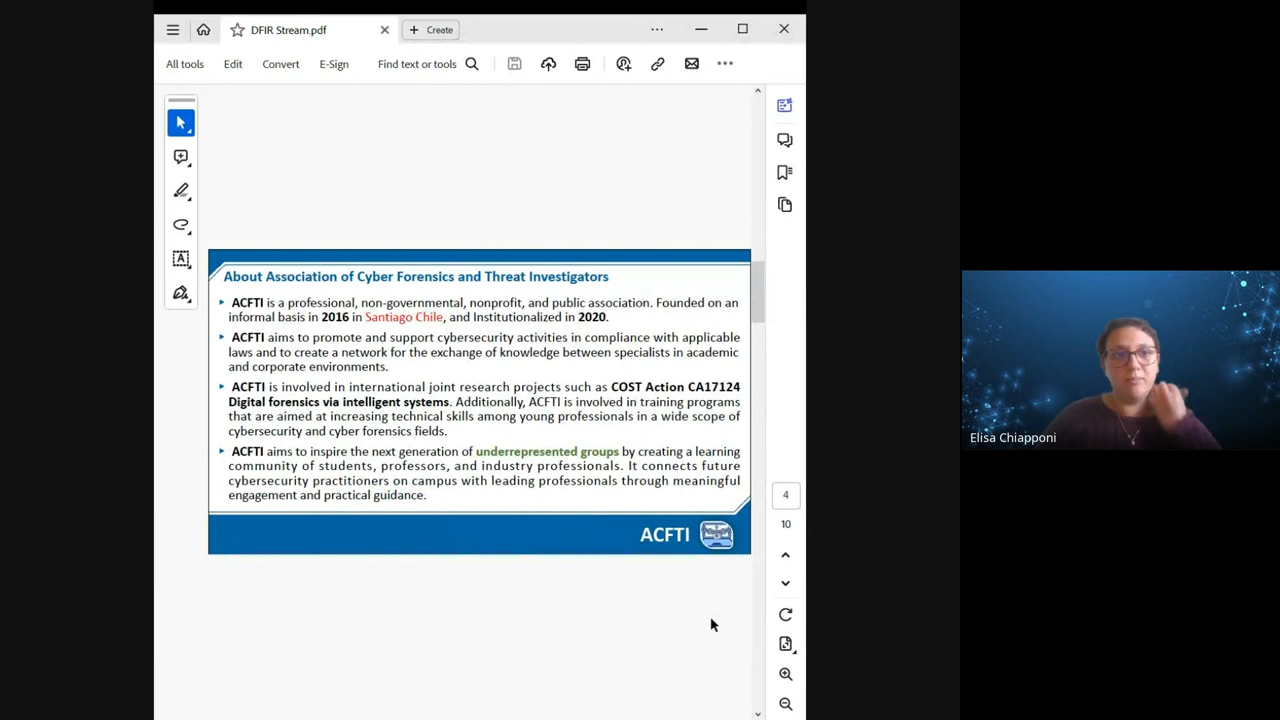 DFIR Stream.pdf
Create
All tools
Edit
Convert
E-Sign
Find text or tools
About Association of Cyber Forensics and Threat Investigators
ACFTI is a professional, non-governmental, nonprofit, and public association. Founded on an
informal basis in 2016 in Santiago Chile, and Institutionalized in 2020.
ACFTI aims to promote and support cybersecurity activities in compliance with applicable
laws and to create a network for the exchange of knowledge between specialists in academic
and corporate environments.
ACFTI is involved in international joint research projects such as COST Action CA17124
Digital forensics via intelligent systems. Additionally, ACFTI is involved in training programs
that are aimed at increasing technical skills among young professionals in a wide scope of
cybersecurity and cyber forensics fields.
ACFTI aims to inspire the next generation of underrepresented groups by creating a learning
community of students, professors, and industry professionals. It connects future
cybersecurity practitioners on campus with leading professionals through meaningful
engagement and practical guidance.
ACFTI
4
10
Elisa Chiapponi